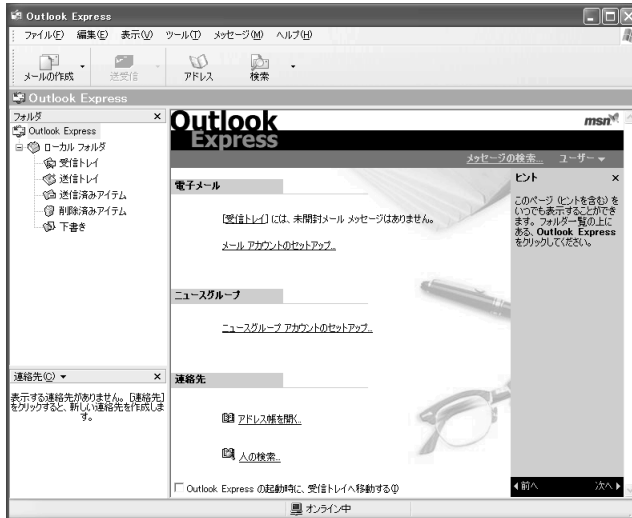 Outlook Express
ファイル(F) 編集(E) 表示(V) ツール(T) メッセージ(M) ヘルプ(H)
メールの作成 送受信 アドレス 検索
Outlook Express
フォルダ ×
Outlook Express
ローカル フォルダ
受信トレイ
送信トレイ
送信済みアイテム
削除済みアイテム
下書き
連絡先(C) ×
表示する連絡先がありません。[連絡先]
をクリックすると、新しい連絡先を作成しま
す。
Outlook
Express
msn
メッセージの検索... ユーザー
電子メール
[受信トレイ] には、未開封メール メッセージはありません。
メール アカウントのセットアップ...
ニュースグループ
ニュースグループ アカウントのセットアップ...
連絡先
アドレス帳を開く...
人の検索...
Outlook Express の起動時に、受信トレイへ移動する(I)
ヒント ×
このページ (ヒントを含む) を
いつでも表示することができ
ます。フォルダ一覧の上に
ある、Outlook Express
をクリックしてください。
前へ 次へ
オンライン中